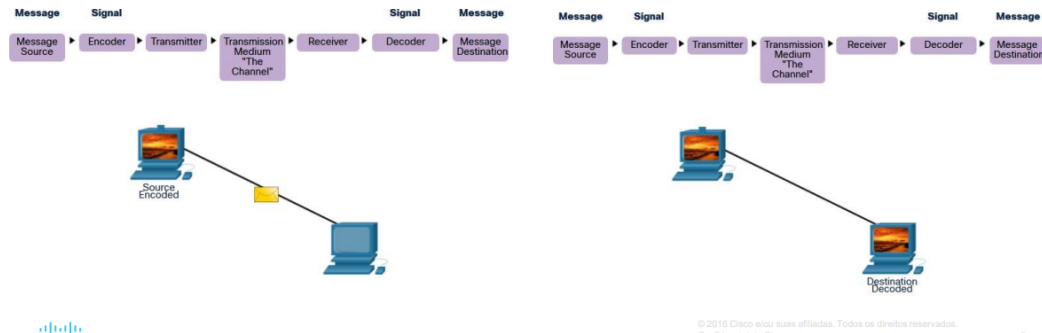 Message Signal Signal Message
Message Source Encoder Transmitter Transmission Medium "The Channel" Receiver Decoder Message Destination
Source
Encoded
Message Signal Signal Message
Message Source Encoder Transmitter Transmission Medium "The Channel" Receiver Decoder Message Destination
Destination
Decoded
© 2016 Cisco e/ou suas afiliadas. Todos os direitos reservados.